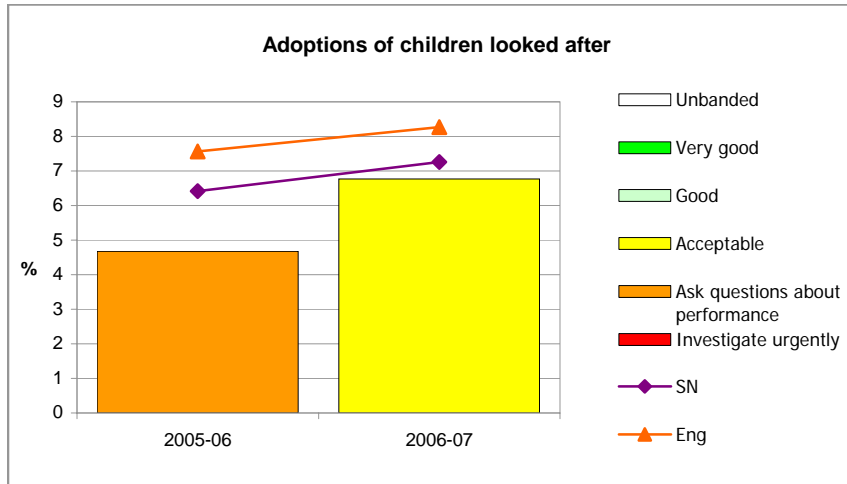 Adoptions of children looked after
9
8
7
6
5
4
3
2
1
0
%
2005-06
2006-07
Unbanded
Very good
Good
Acceptable
Ask questions about
performance
Investigate urgently
SN
Eng